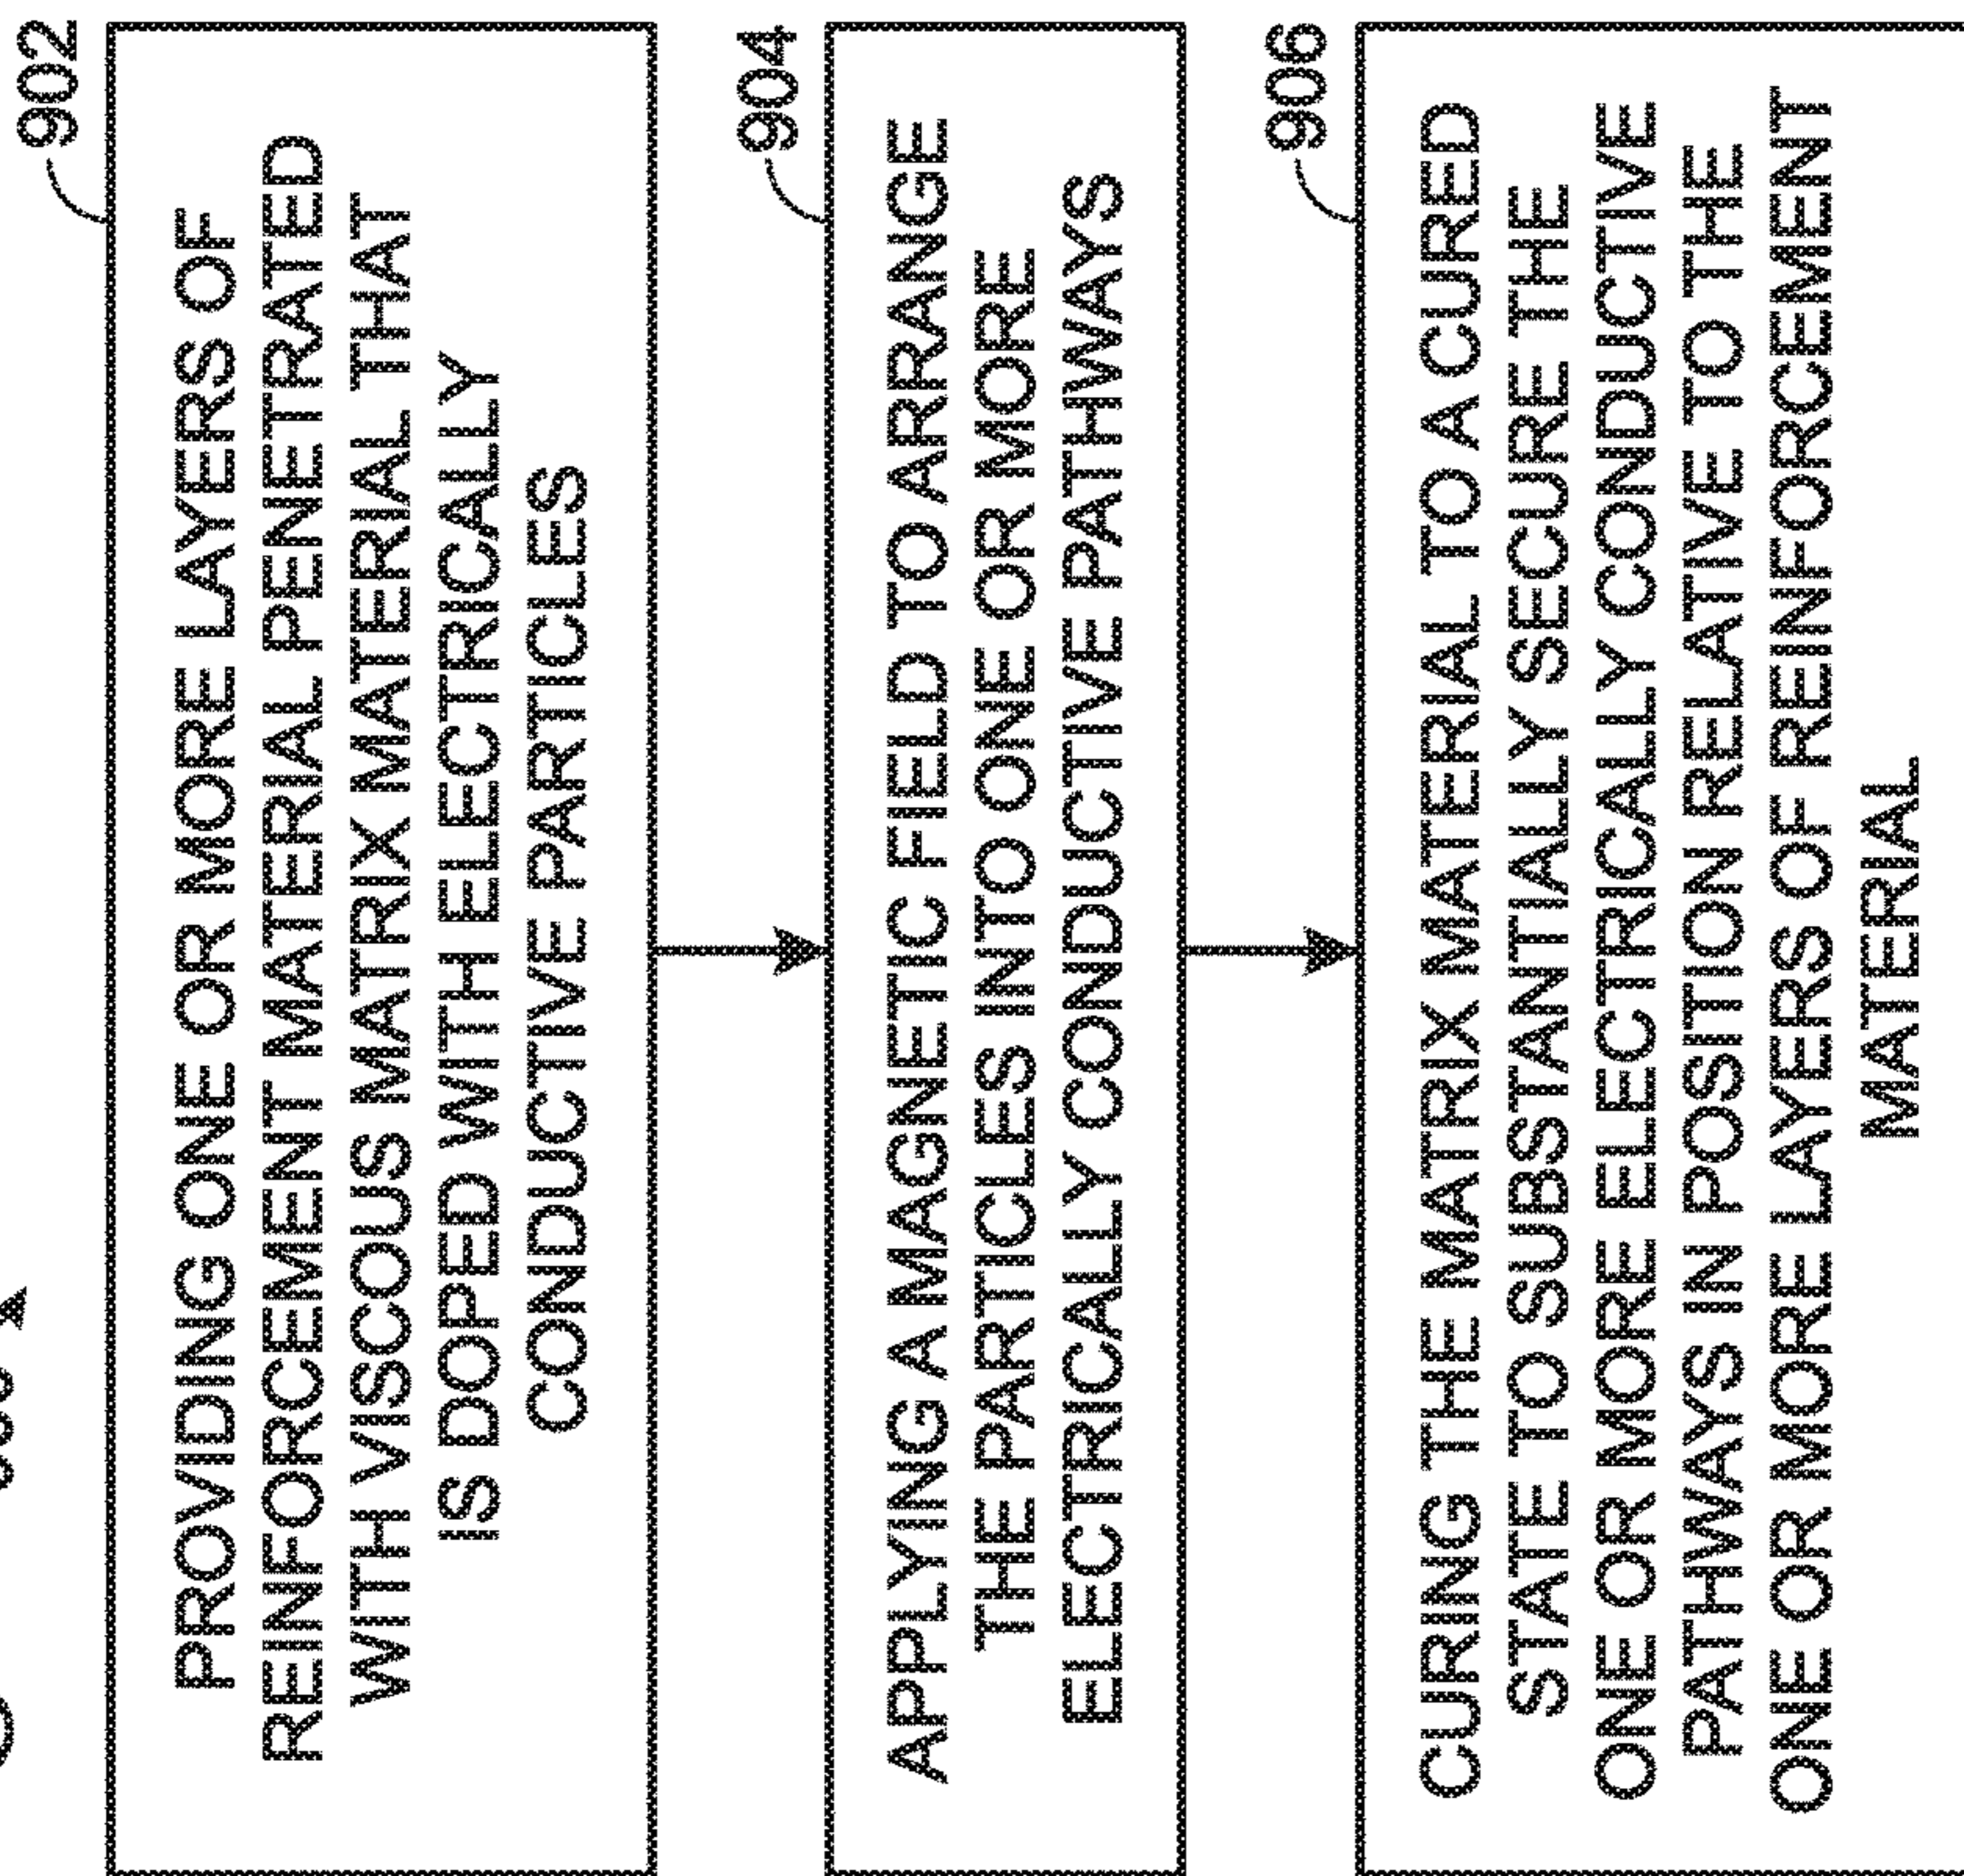 902
PROVIDING ONE OR MORE LAYERS OF
REINFORCEMENT MATERIAL PENETRATED
WITH VISCOUS MATRIX MATERIAL THAT
IS DOPED WITH ELECTRICALLY
CONDUCTIVE PARTICLES
904
APPLYING A MAGNETIC FIELD TO ARRANGE
THE PARTICLES INTO ONE OR MORE
ELECTRICALLY CONDUCTIVE PATHWAYS
906
CURING THE MATRIX MATERIAL TO A CURED
STATE TO SUBSTANTIALLY SECURE THE
ONE OR MORE ELECTRICALLY CONDUCTIVE
PATHWAYS IN POSITION RELATIVE TO THE
ONE OR MORE LAYERS OF REINFORCEMENT
MATERIAL